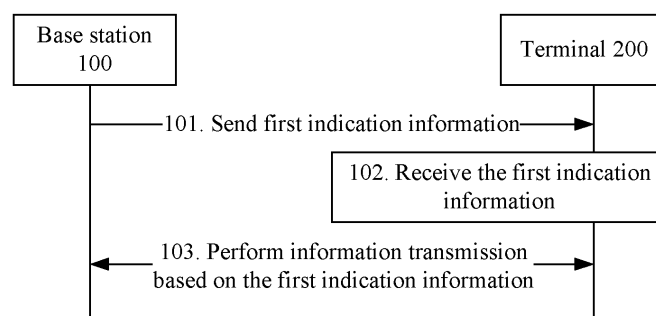 Base station
100
Terminal 200
101. Send first indication information
102. Receive the first indication
information
103. Perform information transmission
based on the first indication information